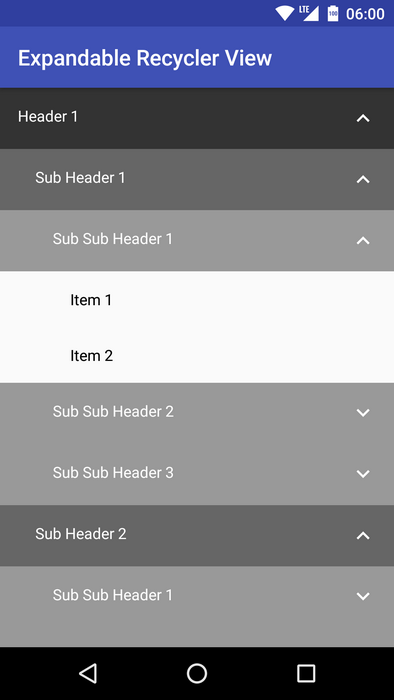 LTE 100 06:00
Expandable Recycler View
Header 1
Sub Header 1
Sub Sub Header 1
Item 1
Item 2
Sub Sub Header 2
Sub Sub Header 3
Sub Header 2
Sub Sub Header 1